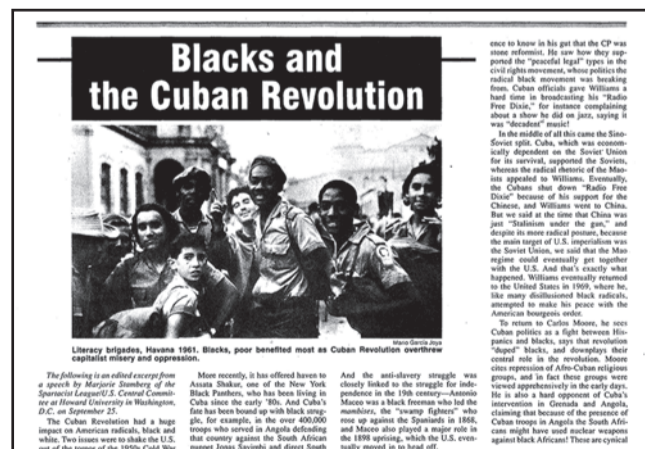 Blacks and
the Cuban Revolution
Mario García Joya
Literacy brigades, Havana 1961. Blacks, poor benefited most as Cuban Revolution overthrew
capitalist misery and oppression.
The following is an edited excerpt from
a speech by Marjorie Stamberg of the
Spartacist League/U.S. Central Commit-
tee at Howard University in Washington,
D.C. on September 25.
The Cuban Revolution had a huge
impact on American radicals, black and
white. Two issues were to shake the U.S.
out of the torpor of the 1950s Cold War
More recently, it has offered haven to
Assata Shakur, one of the New York
Black Panthers, who has been living in
Cuba since the early '80s. And Cuba's
fate has been bound up with black strug-
gle, for example, in the over 400,000
troops who served in Angola defending
that country against the South African
puppet Jonas Savimbi and direct South
And the anti-slavery struggle was
closely linked to the struggle for inde-
pendence in the 19th century—Antonio
Maceo was a black freeman who led the
mambises, the "swamp fighters" who
rose up against the Spaniards in 1868,
and Maceo also played a major role in
the 1898 uprising, which the U.S. even-
tually moved in to head off.
ence to know in his gut that the CP was
stone reformist. He saw how they sup-
ported the "peaceful legal" types in the
civil rights movement, whose politics the
radical black movement was breaking
from. Cuban officials gave Williams a
hard time in broadcasting his "Radio
Free Dixie," for instance complaining
about a show he did on jazz, saying it
was "decadent" music!
In the middle of all this came the Sino-
Soviet split. Cuba, which was econom-
ically dependent on the Soviet Union
for its survival, supported the Soviets,
whereas the radical rhetoric of the Mao-
ists appealed to Williams. Eventually,
the Cubans shut down "Radio Free
Dixie" because of his support for the
Chinese, and Williams went to China.
But we said at the time that China was
just "Stalinism under the gun," and
despite its more radical posture, because
the main target of U.S. imperialism was
the Soviet Union, we said that the Mao
regime could eventually get together
with the U.S. And that's exactly what
happened. Williams eventually returned
to the United States in 1969, where he,
like many disillusioned black radicals,
attempted to make his peace with the
American bourgeois order.
To return to Carlos Moore, he sees
Cuban politics as a fight between His-
panics and blacks, says that revolution
"duped" blacks, and downplays their
central role in the revolution. Moore
cites repression of Afro-Cuban religious
groups, and in fact these groups were
viewed apprehensively in the early days.
He is also a hard opponent of Cuba's
intervention in Grenada and Angola,
claiming that because of the presence of
Cuban troops in Angola the South Afri-
cans might have used nuclear weapons
against black Africans! These are cynical